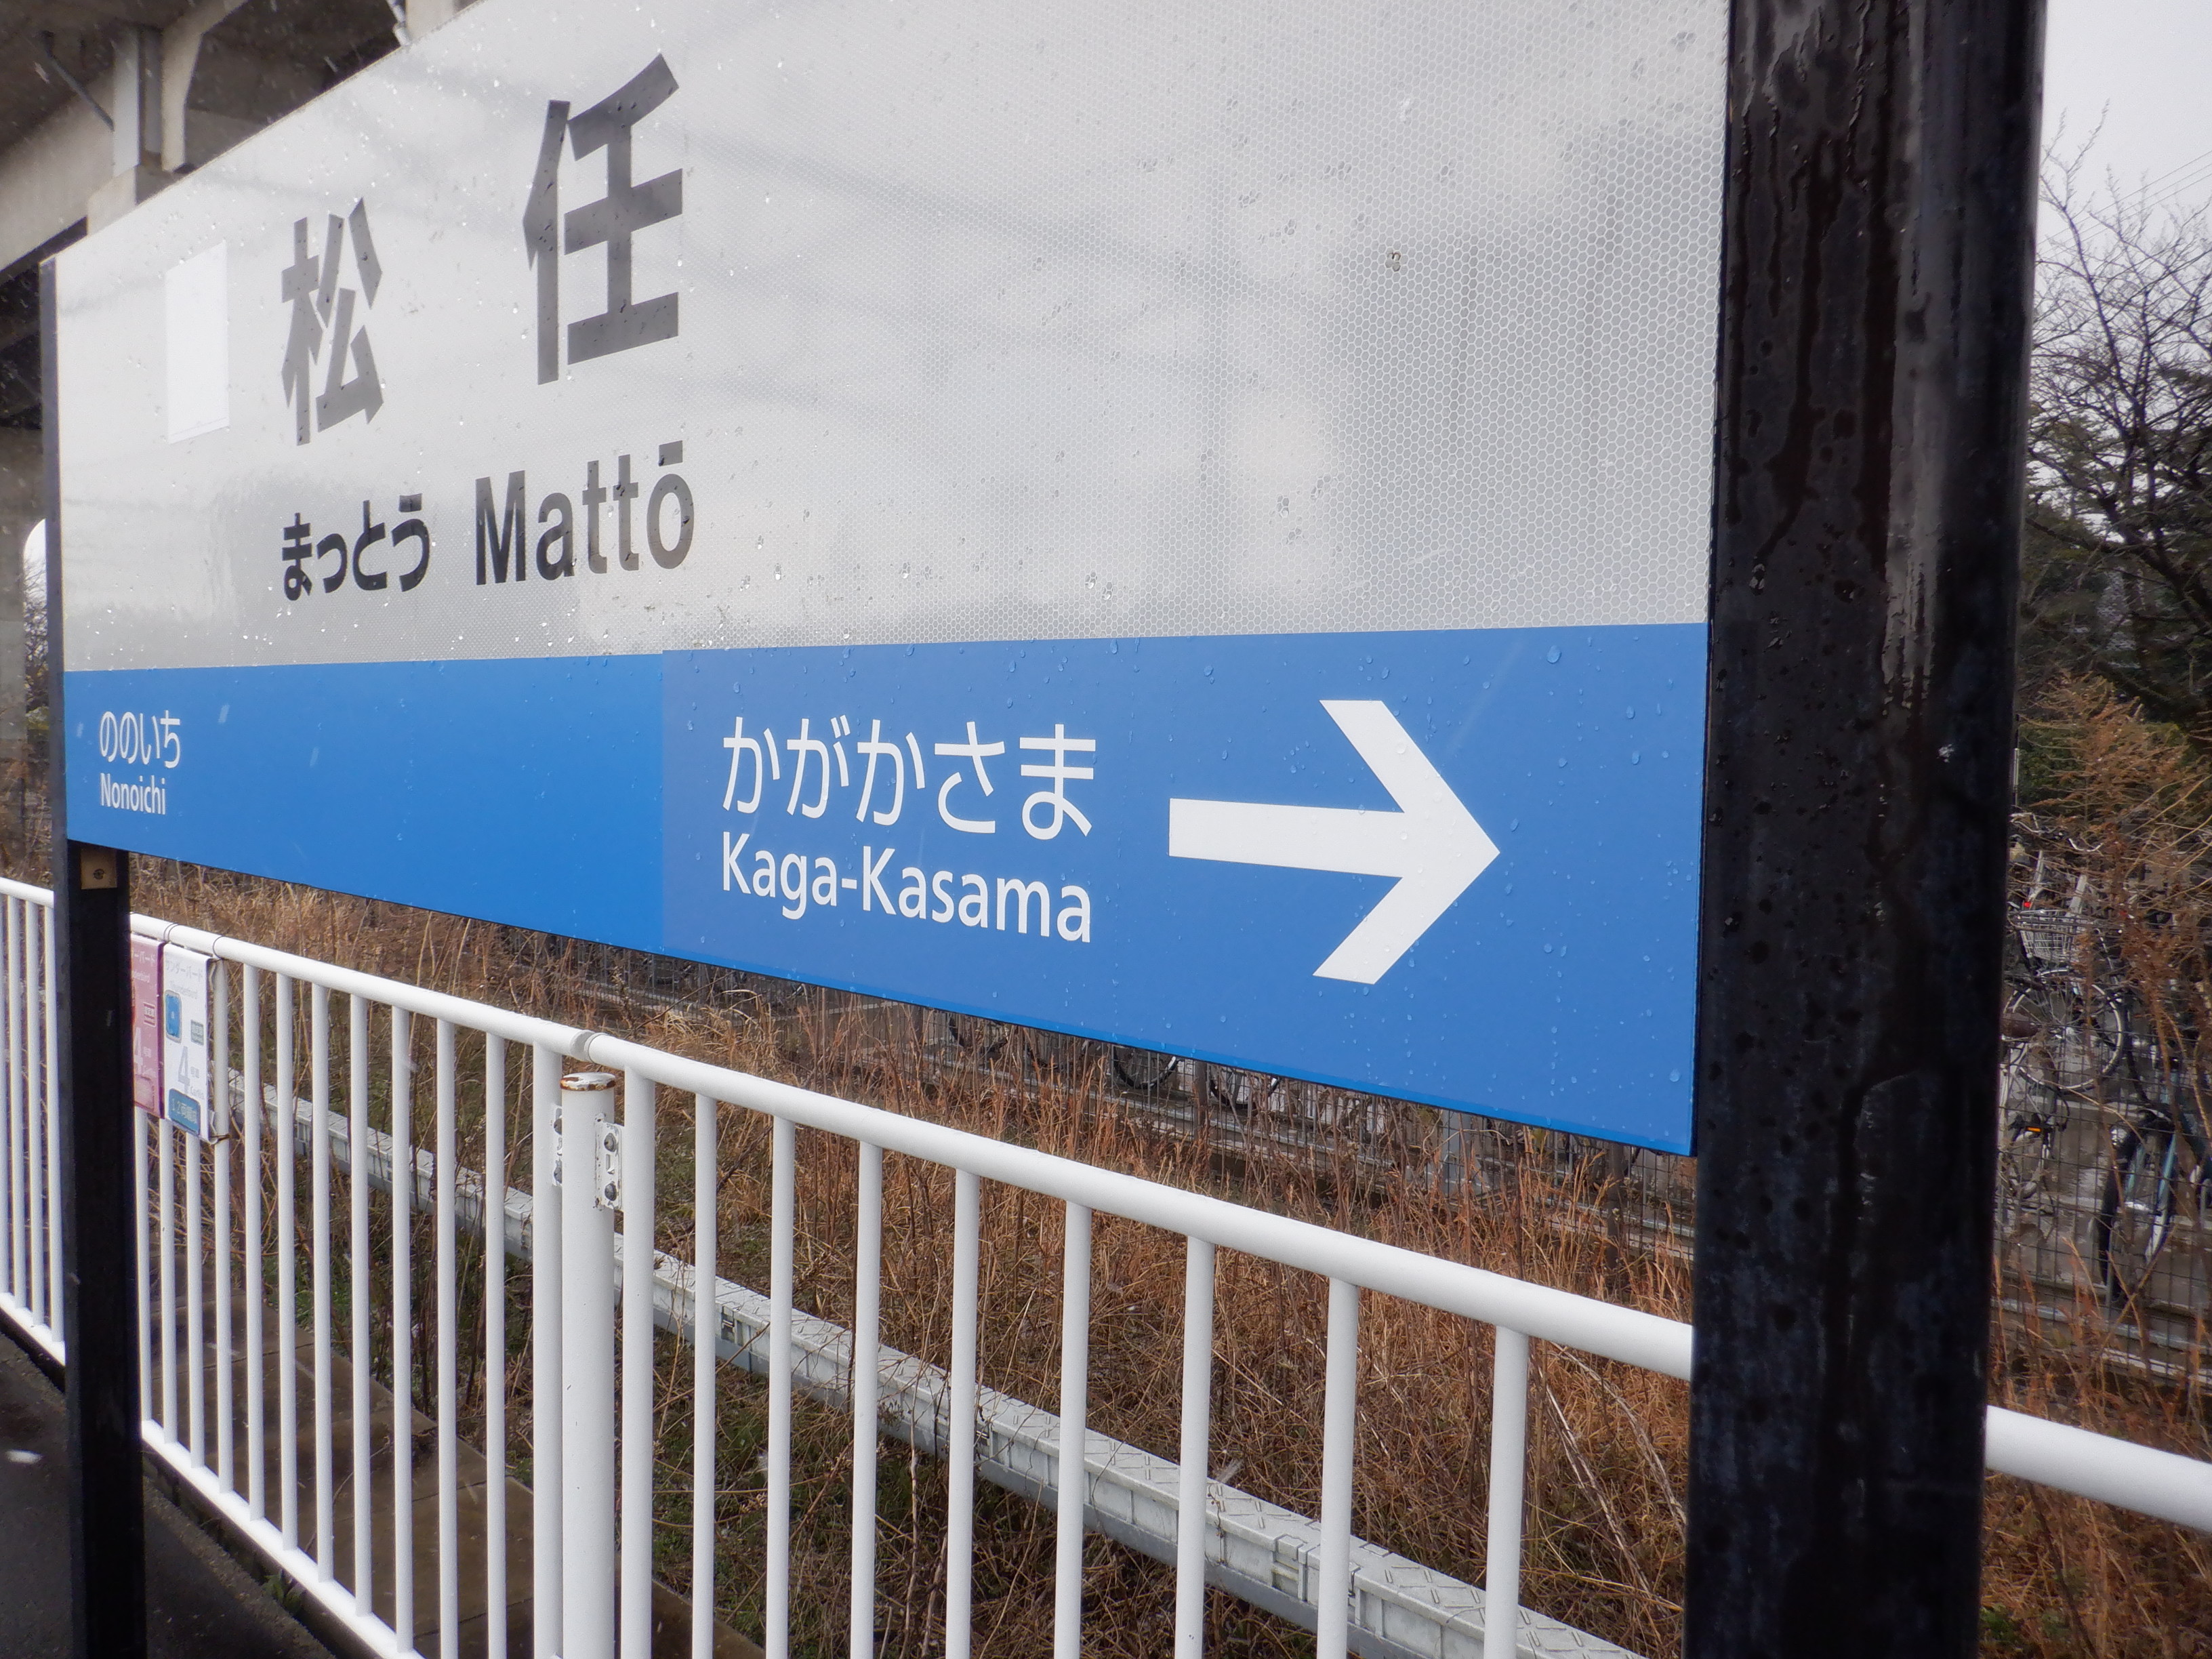 松任
まっとう Mattō
ののいち
Nonoichi
かがかさま
Kaga-Kasama
4